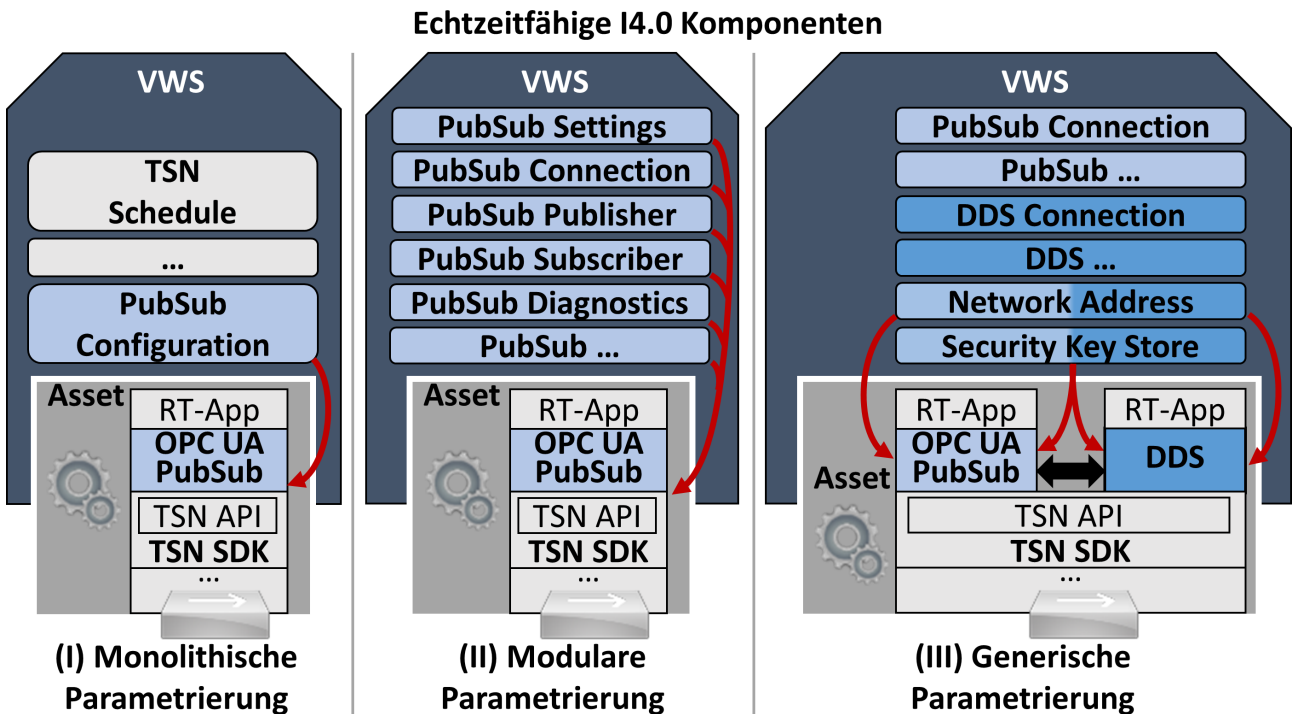 Echtzeitfähige I4.0 Komponenten
VWS
TSN
Schedule
...
PubSub
Configuration
Asset
RT-App
OPC UA
PubSub
TSN API
TSN SDK
...
(I) Monolithische
Parametrierung
VWS
PubSub Settings
PubSub Connection
PubSub Publisher
PubSub Subscriber
PubSub Diagnostics
PubSub ...
Asset
RT-App
OPC UA
PubSub
TSN API
TSN SDK
...
(II) Modulare
Parametrierung
VWS
PubSub Connection
PubSub ...
DDS Connection
DDS ...
Network Address
Security Key Store
Asset
RT-App
OPC UA
PubSub
RT-App
DDS
TSN API
TSN SDK
...
(III) Generische
Parametrierung